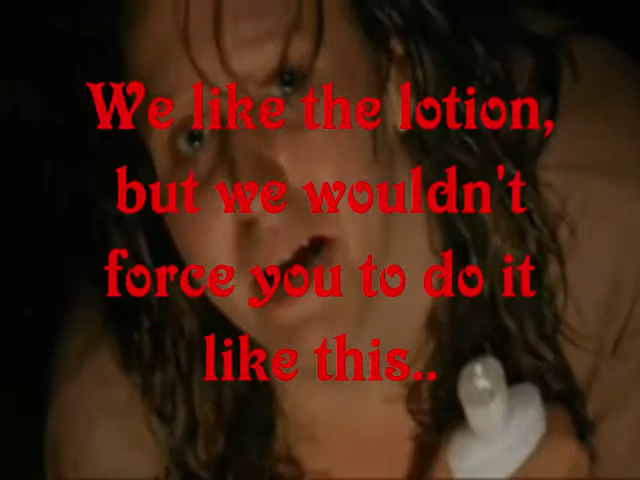 We like the lotion,
but we wouldn't
force you to do it
like this..